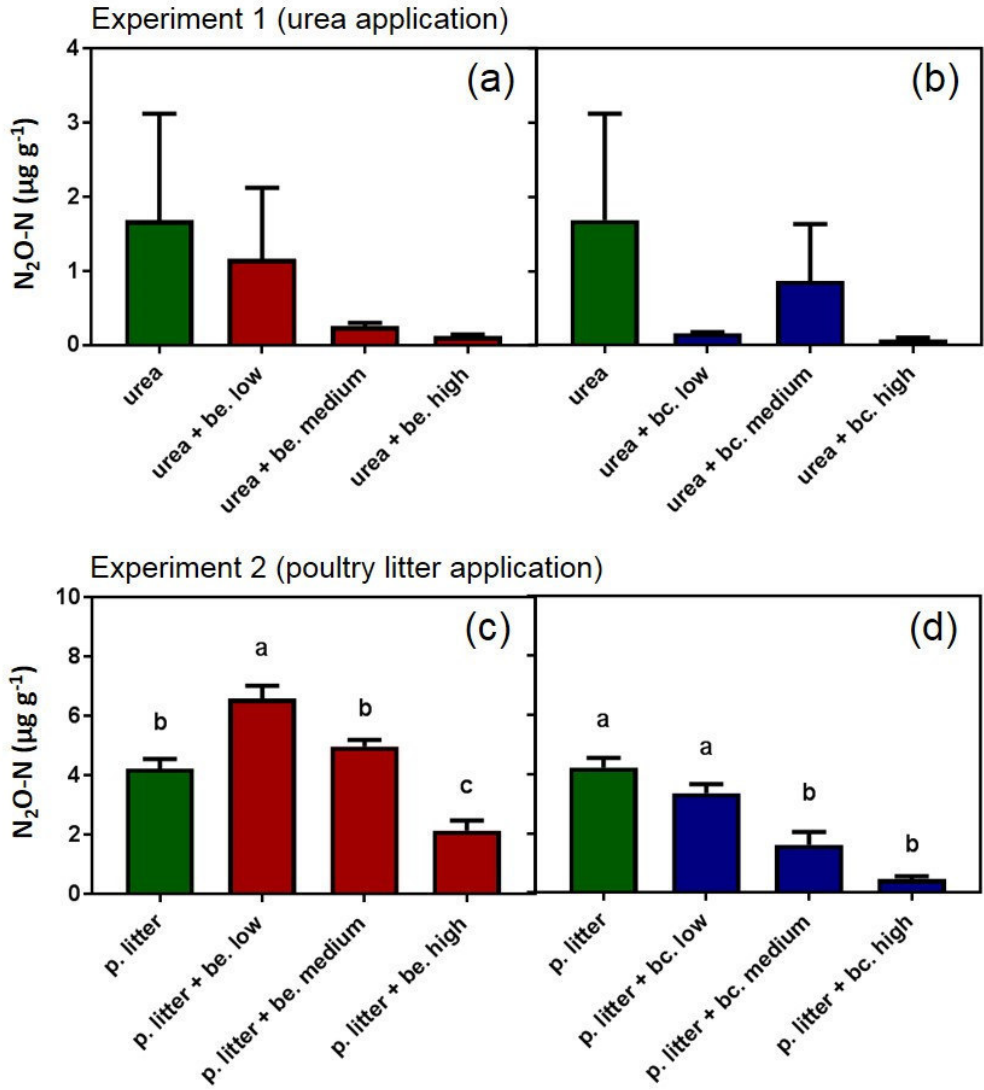 Experiment 1 (urea application)
N₂O-N (µg g⁻¹)
4
3
2
1
0
(a)
(b)
urea
urea + be. low
urea + be. medium
urea + be. high
urea
urea + bc. low
urea + bc. medium
urea + bc. high
Experiment 2 (poultry litter application)
N₂O-N (µg g⁻¹)
10
8
6
4
2
0
(c)
b
a
b
c
(d)
a
a
b
b
p. litter
p. litter + be. low
p. litter + be. medium
p. litter + be. high
p. litter
p. litter + bc. low
p. litter + bc. medium
p. litter + bc. high